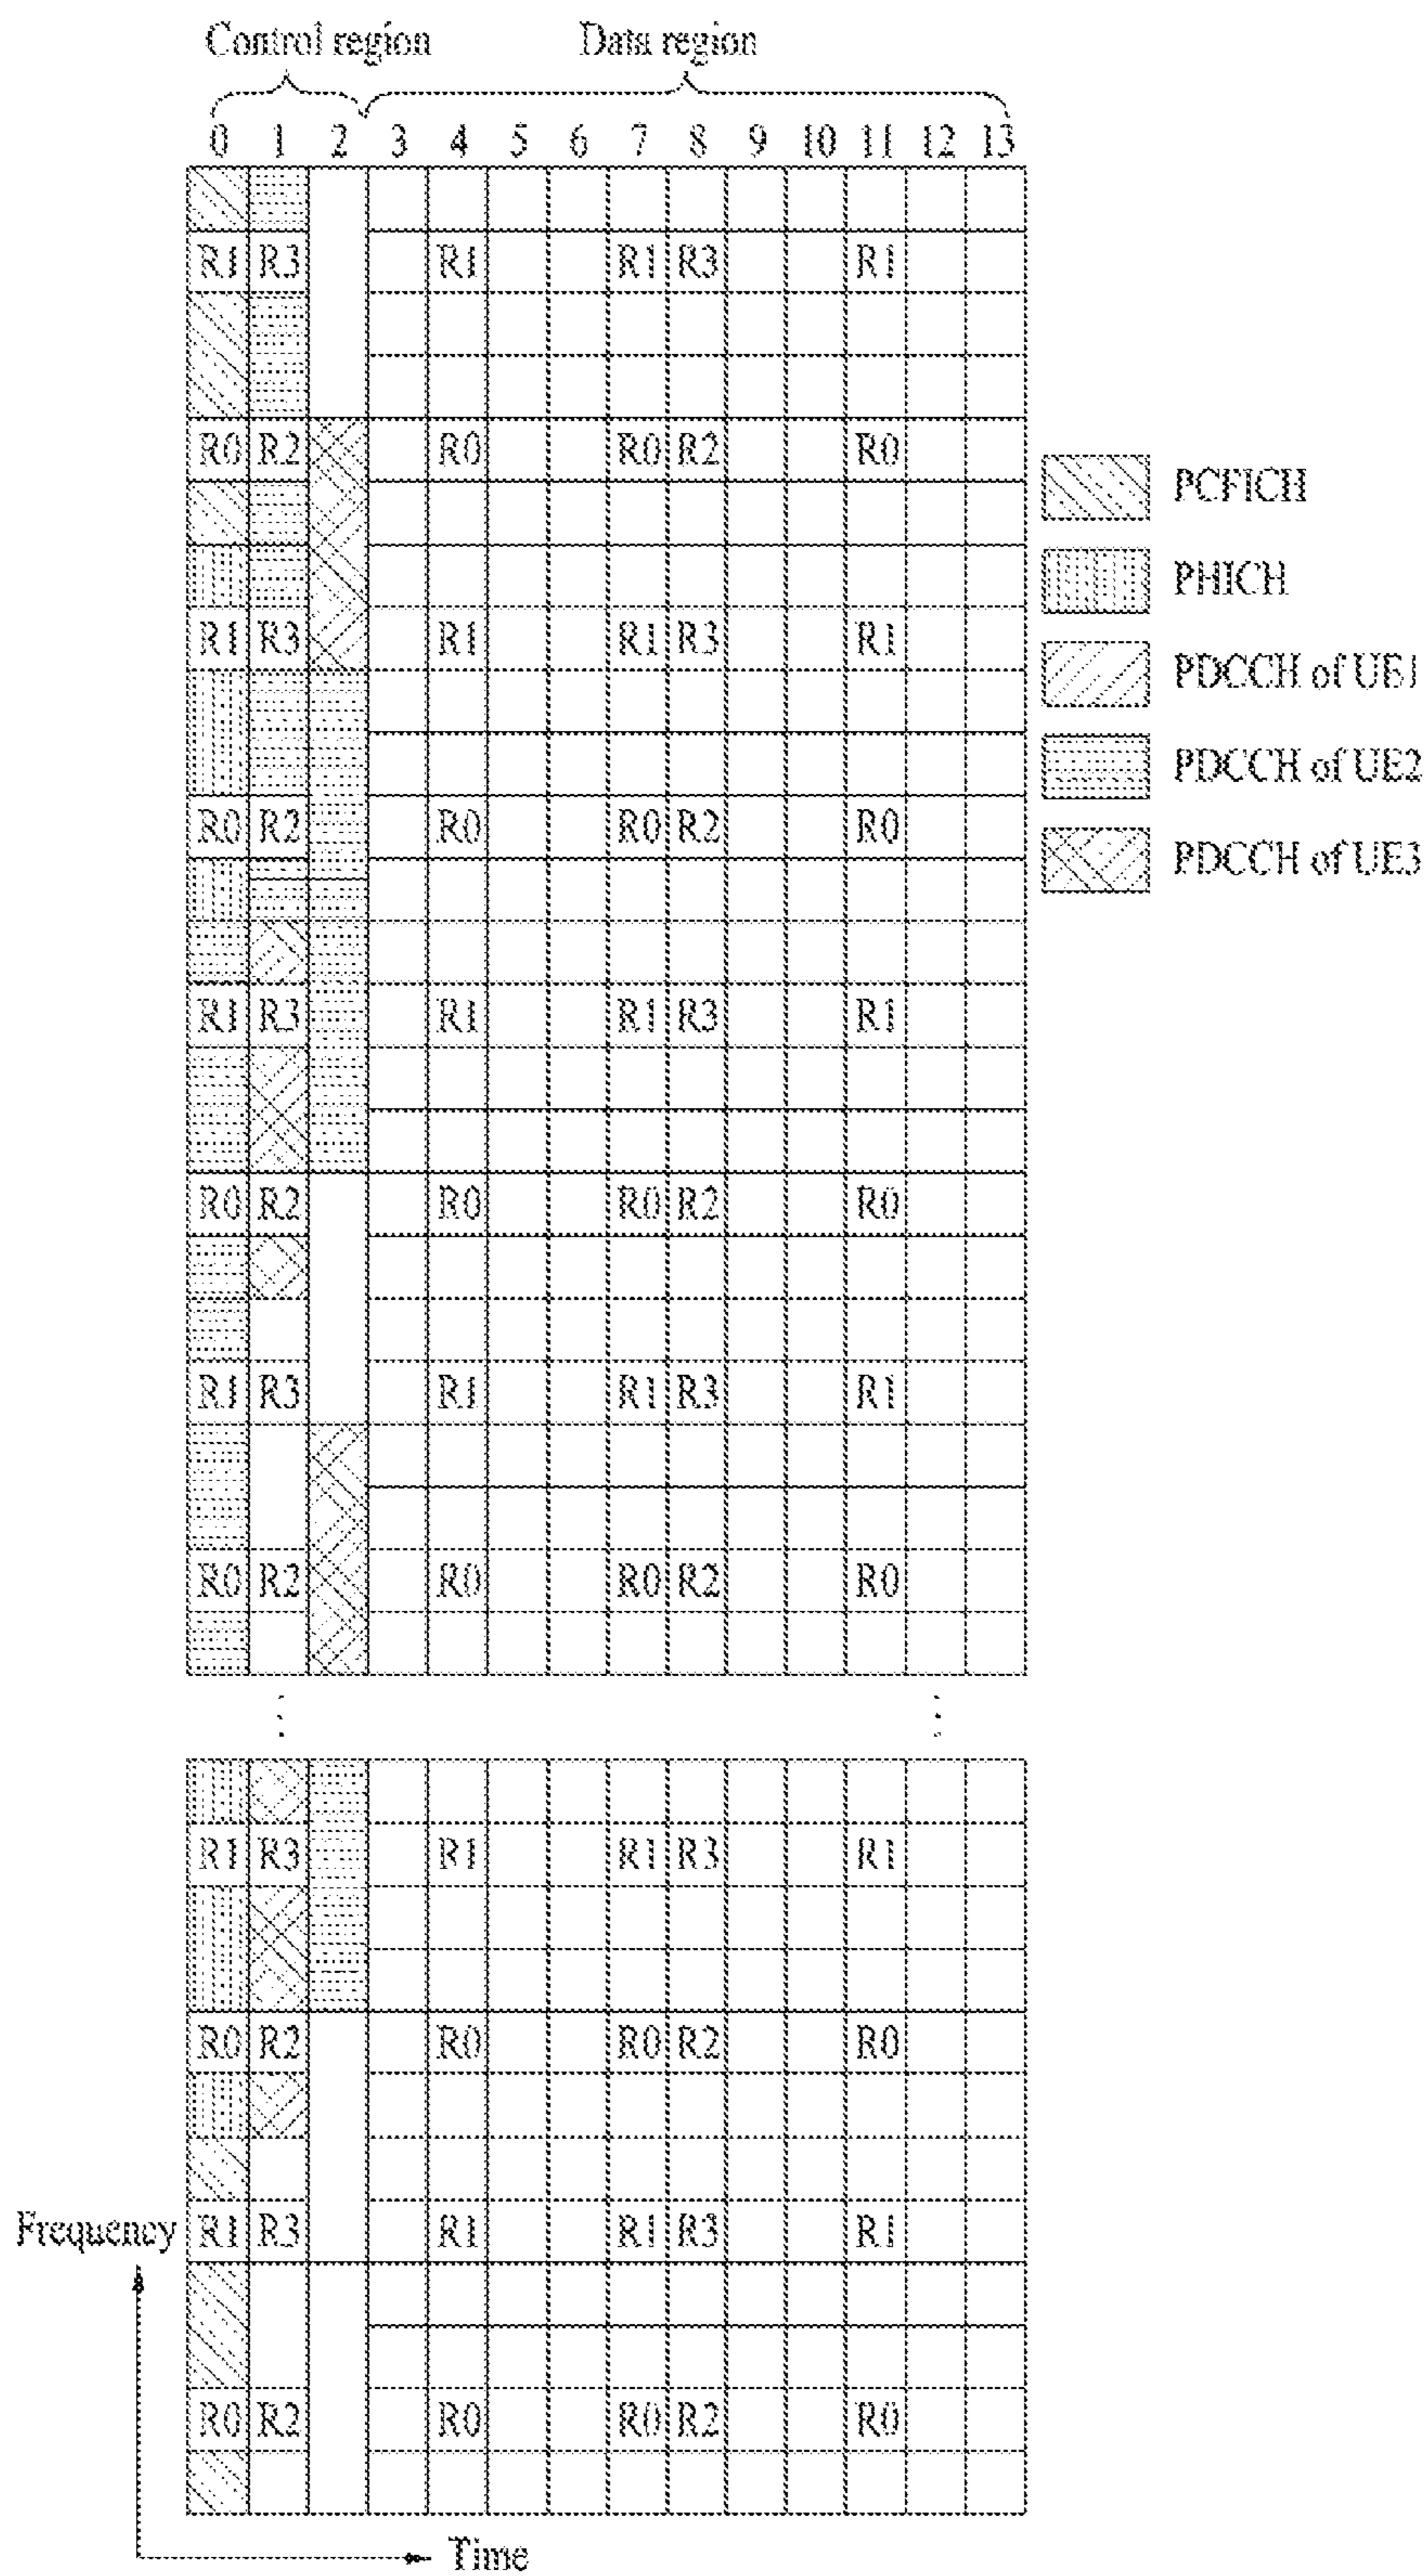 Control region Data region
0 1 2 3 4 5 6 7 8 9 10 11 12 13
R1 R3 R1 R1 R3 R1
R0 R2 R0 R0 R2 R0
PCFICH
PHICH
R1 R3 R1 R1 R3 R1
PDCCH of UE1
PDCCH of UE2
R0 R2 R0 R0 R2 R0
PDCCH of UE3
R1 R3 R1 R1 R3 R1
R0 R2 R0 R0 R2 R0
R1 R3 R1 R1 R3 R1
R0 R2 R0 R0 R2 R0
R1 R3 R1 R1 R3 R1
R0 R2 R0 R0 R2 R0
Frequency R1 R3 R1 R1 R3 R1
R0 R2 R0 R0 R2 R0
Time